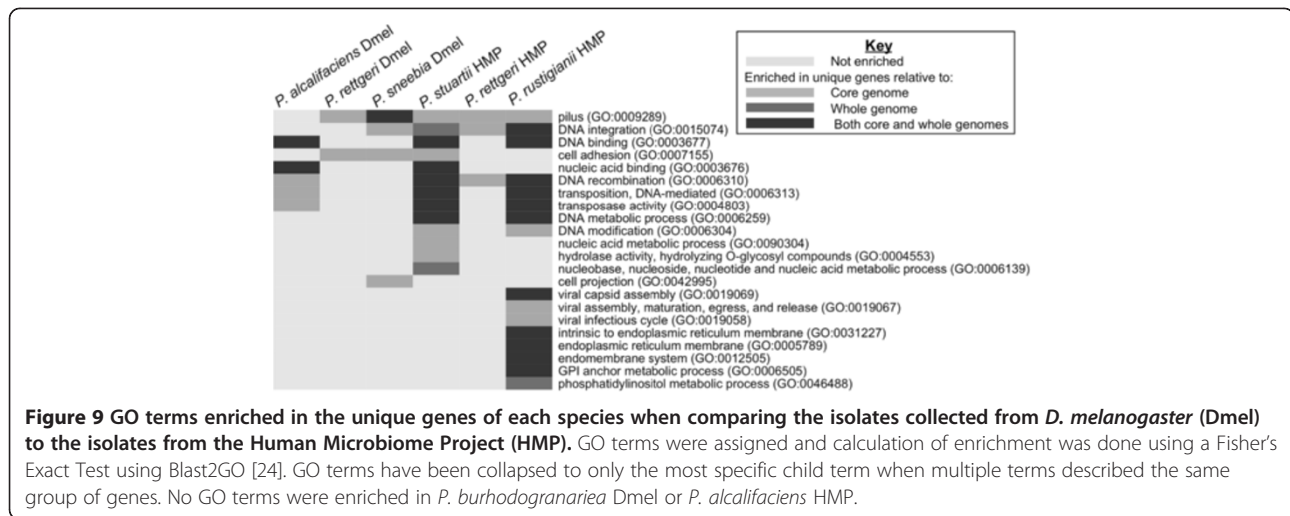 P. alcalifaciens Dmel
P. rettgeri Dmel
P. sneebia Dmel
P. stuartii HMP
P. rettgeri HMP
P. rustigianii HMP
Key
Not enriched
Enriched in unique genes relative to:
Core genome
Whole genome
Both core and whole genomes
pilus (GO:0009289)
DNA integration (GO:0015074)
DNA binding (GO:0003677)
cell adhesion (GO:0007155)
nucleic acid binding (GO:0003676)
DNA recombination (GO:0006310)
transposition, DNA-mediated (GO:0006313)
transposase activity (GO:0004803)
DNA metabolic process (GO:0006259)
DNA modification (GO:0006304)
nucleic acid metabolic process (GO:0090304)
hydrolase activity, hydrolyzing O-glycosyl compounds (GO:0004553)
nucleobase, nucleoside, nucleotide and nucleic acid metabolic process (GO:0006139)
cell projection (GO:0042995)
viral capsid assembly (GO:0019069)
viral assembly, maturation, egress, and release (GO:0019067)
viral infectious cycle (GO:0019058)
intrinsic to endoplasmic reticulum membrane (GO:0031227)
endoplasmic reticulum membrane (GO:0005789)
endomembrane system (GO:0012505)
GPI anchor metabolic process (GO:0006505)
phosphatidylinositol metabolic process (GO:0046488)
Figure 9 GO terms enriched in the unique genes of each species when comparing the isolates collected from D. melanogaster (Dmel)
to the isolates from the Human Microbiome Project (HMP). GO terms were assigned and calculation of enrichment was done using a Fisher's
Exact Test using Blast2GO [24]. GO terms have been collapsed to only the most specific child term when multiple terms described the same
group of genes. No GO terms were enriched in P. burhodogranariea Dmel or P. alcalifaciens HMP.